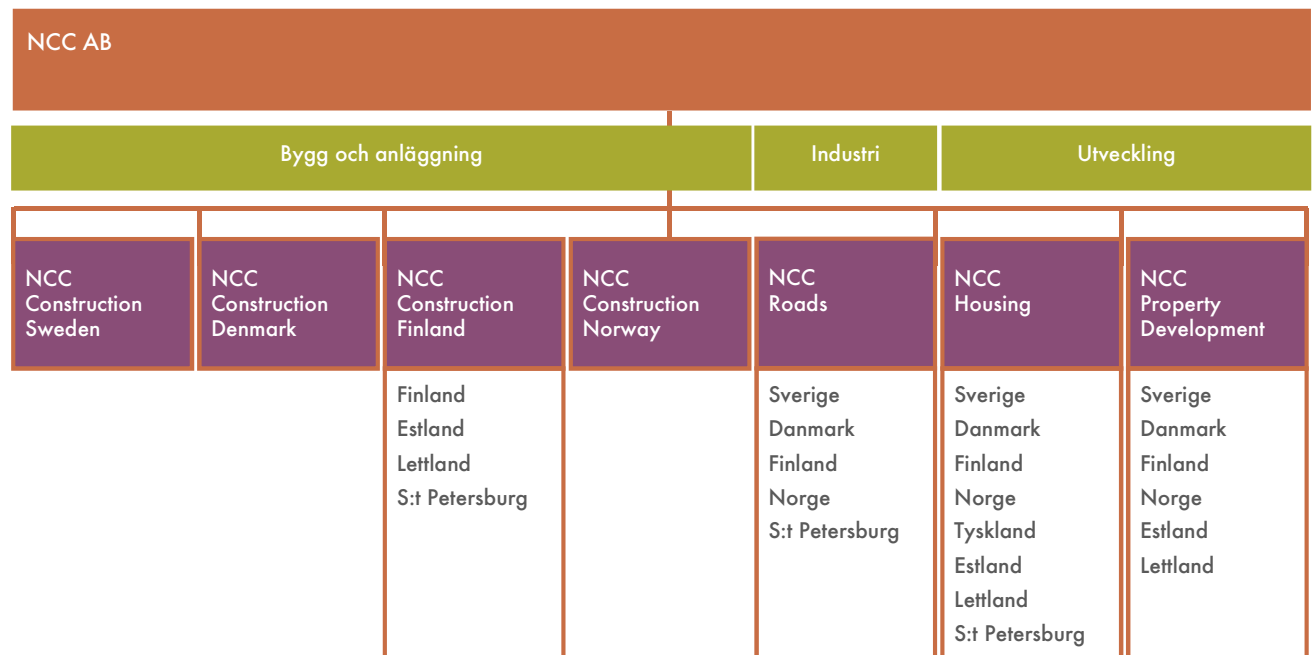 NCC AB
Bygg och anläggning
Industri
Utveckling
NCC
Construction
Sweden
NCC
Construction
Denmark
NCC
Construction
Finland
NCC
Construction
Norway
NCC
Roads
NCC
Housing
NCC
Property
Development
Finland
Estland
Lettland
S:t Petersburg
Sverige
Danmark
Finland
Norge
S:t Petersburg
Sverige
Danmark
Finland
Norge
Tyskland
Estland
Lettland
S:t Petersburg
Sverige
Danmark
Finland
Norge
Estland
Lettland